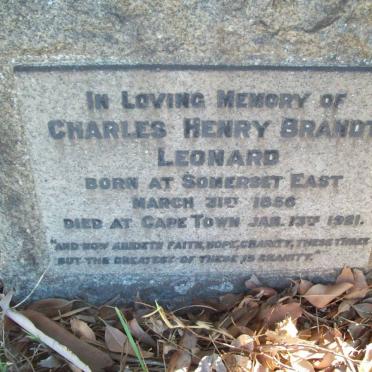 IN LOVING MEMORY OF
CHARLES HENRY BRANDT
LEONARD
BORN AT SOMERSET EAST
MARCH 31ST 1856
DIED AT CAPE TOWN JAN. 13TH 1921.
"AND NOW ABIDETH FAITH, HOPE, CHARITY, THESE THREE
BUT THE GREATEST OF THESE IS CHARITY."